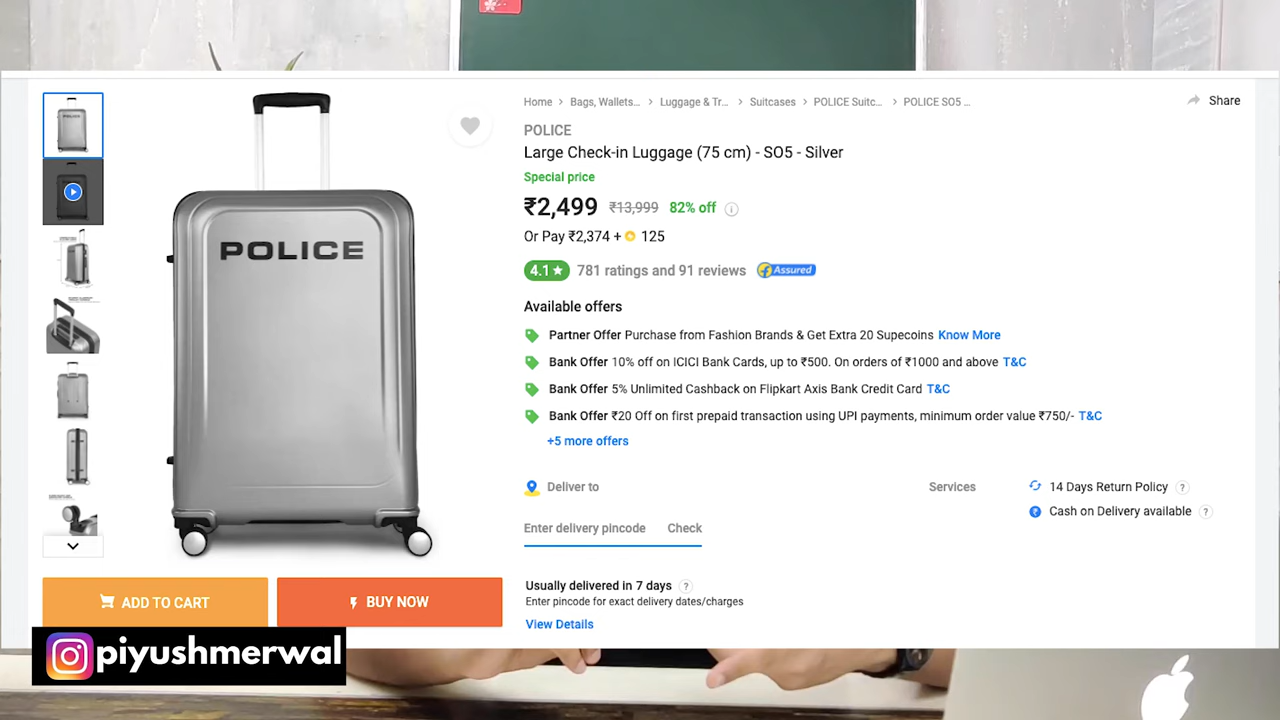 Home > Bags, Wallets... > Luggage & Tr... > Suitcases > POLICE Suitc... > POLICE SO5 ...
Share
POLICE
Large Check-in Luggage (75 cm) - SO5 - Silver
Special price
₹2,499 ₹13,999 82% off
Or Pay ₹2,374 + 125
4.1★ 781 ratings and 91 reviews Assured
Available offers
Partner Offer Purchase from Fashion Brands & Get Extra 20 Supecoins Know More
Bank Offer 10% off on ICICI Bank Cards, up to ₹500. On orders of ₹1000 and above T&C
Bank Offer 5% Unlimited Cashback on Flipkart Axis Bank Credit Card T&C
Bank Offer ₹20 Off on first prepaid transaction using UPI payments, minimum order value ₹750/- T&C
+5 more offers
Deliver to
Services
14 Days Return Policy ?
Cash on Delivery available ?
Enter delivery pincode Check
Usually delivered in 7 days ?
Enter pincode for exact delivery dates/charges
View Details
POLICE
ADD TO CART
BUY NOW
piyushmerwal